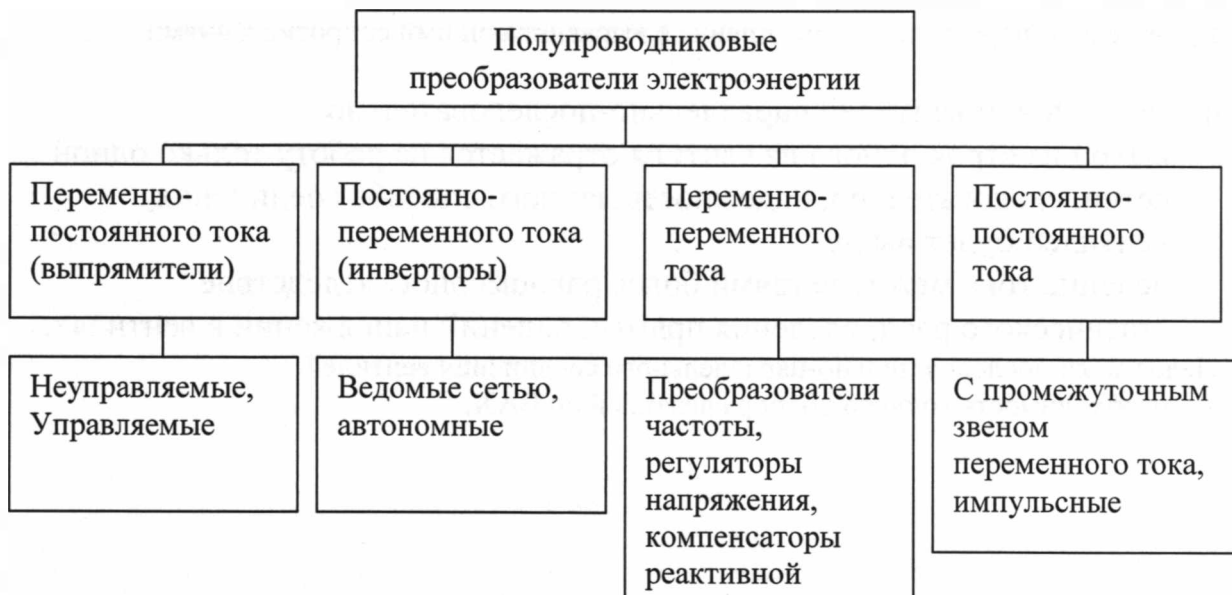 Полупроводниковые
преобразователи электроэнергии
Переменно-
постоянного тока
(выпрямители)
Постоянно-
переменного тока
(инверторы)
Переменно-
переменного
тока
Постоянно-
постоянного
тока
Неуправляемые,
Управляемые
Ведомые сетью,
автономные
Преобразователи
частоты,
регуляторы
напряжения,
компенсаторы
реактивной
С промежуточным
звеном
переменного тока,
импульсные